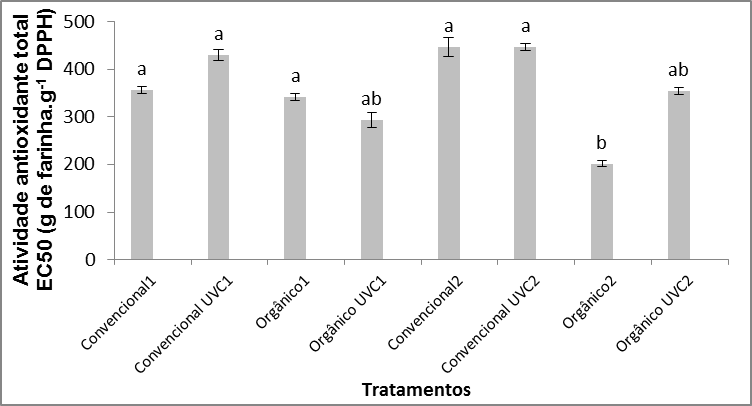 Atividade antioxidante total
EC50 (g de farinha.g⁻¹ DPPH)
500
400
300
200
100
0
a
a
a
ab
a
a
b
ab
Convencional1
Convencional UVC1
Orgânico1
Orgânico UVC1
Convencional2
Convencional UVC2
Orgânico2
Orgânico UVC2
Tratamentos